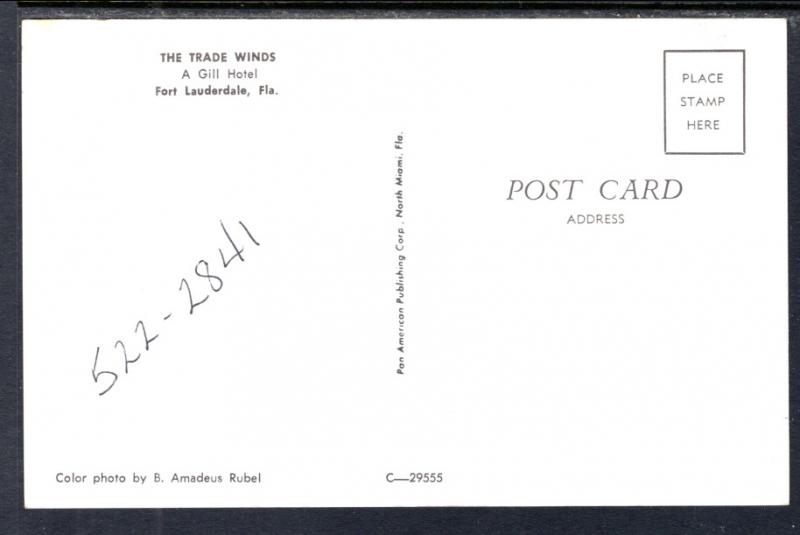 THE TRADE WINDS
A Gill Hotel
Fort Lauderdale, Fla.
522-2841
Color photo by B. Amadeus Rubel
Pan American Publishing Corp., North Miami, Fla.
C—29555
PLACE
STAMP
HERE
POST CARD
ADDRESS